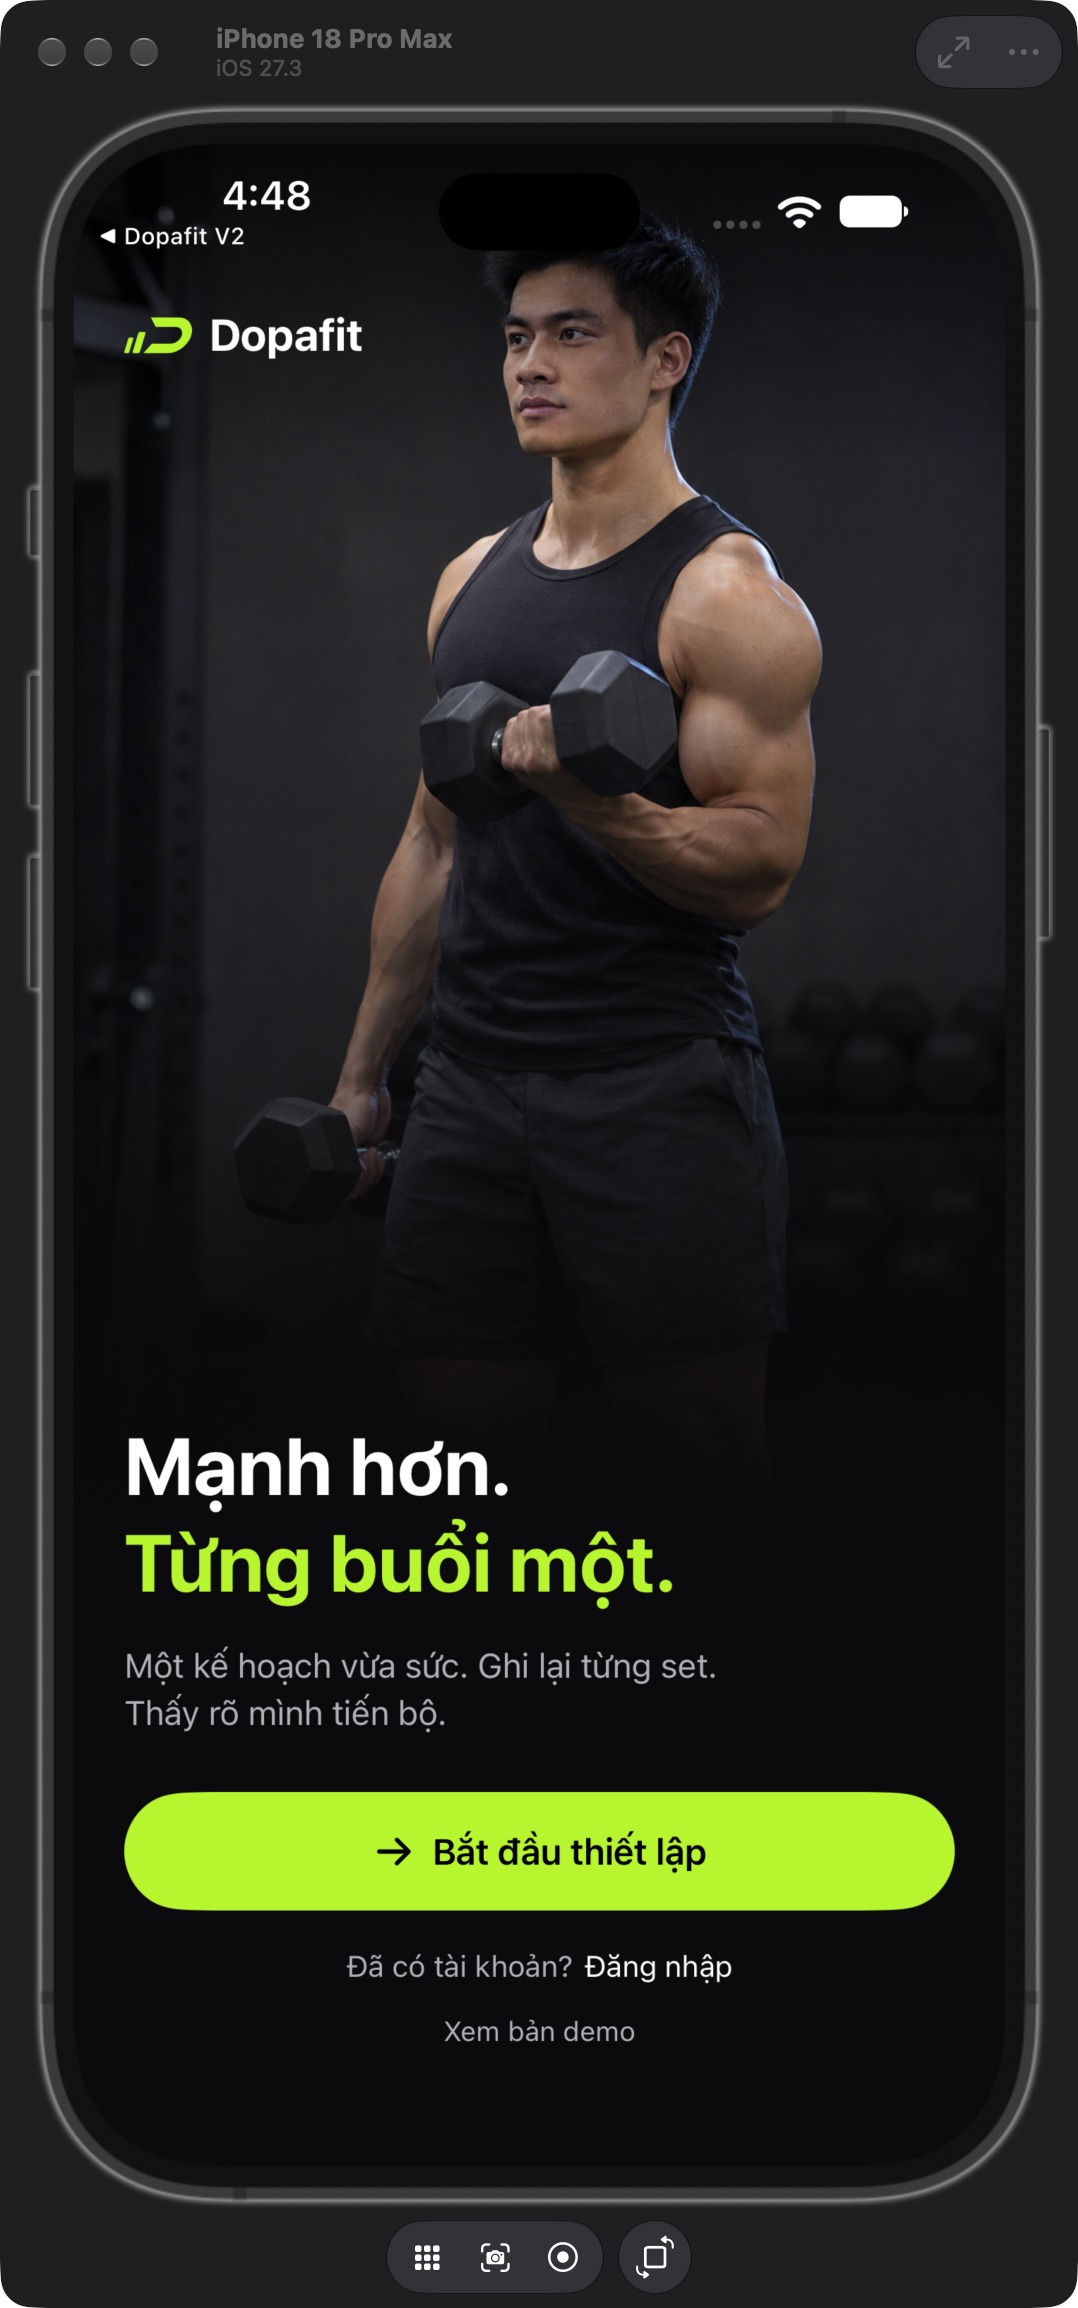 iPhone 18 Pro Max
iOS 27.3
4:48
Dopafit V2
Dopafit
Mạnh hơn.
Từng buổi một.
Một kế hoạch vừa sức. Ghi lại từng set.
Thấy rõ mình tiến bộ.
Bắt đầu thiết lập
Đã có tài khoản? Đăng nhập
Xem bản demo